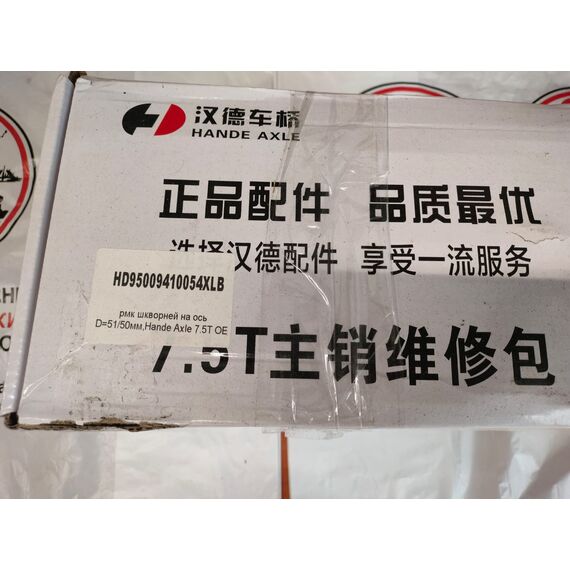 汉德车桥
HANDE AXLE
正品配件 品质最优
选择汉德配件 享受一流服务
HD95009410054XLB
рмк шкворней на ось
D=51/50мм,Hande Axle 7.5T OE
7.5T主销维修包